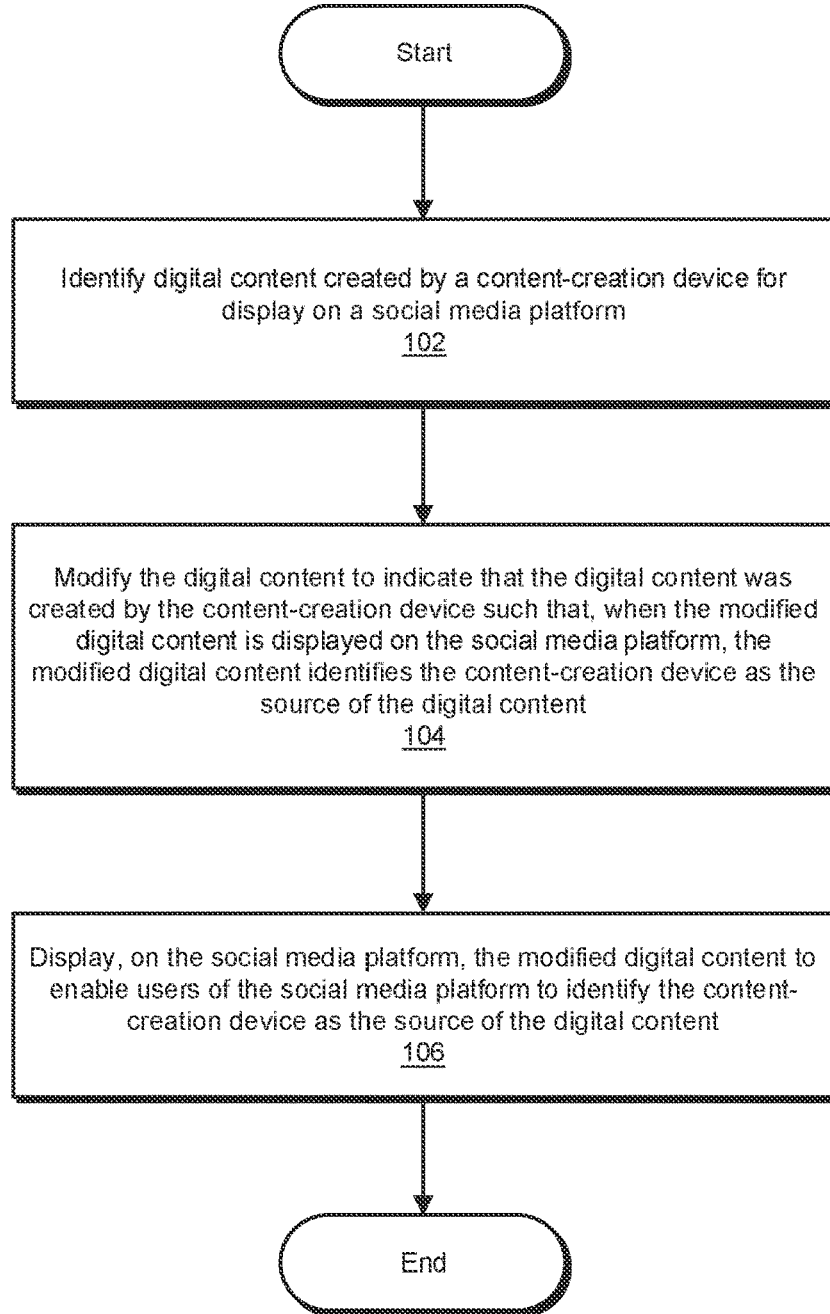 Start
Identify digital content created by a content-creation device for
display on a social media platform
102
Modify the digital content to indicate that the digital content was
created by the content-creation device such that, when the modified
digital content is displayed on the social media platform, the
modified digital content identifies the content-creation device as the
source of the digital content
104
Display, on the social media platform, the modified digital content to
enable users of the social media platform to identify the content-
creation device as the source of the digital content
106
End